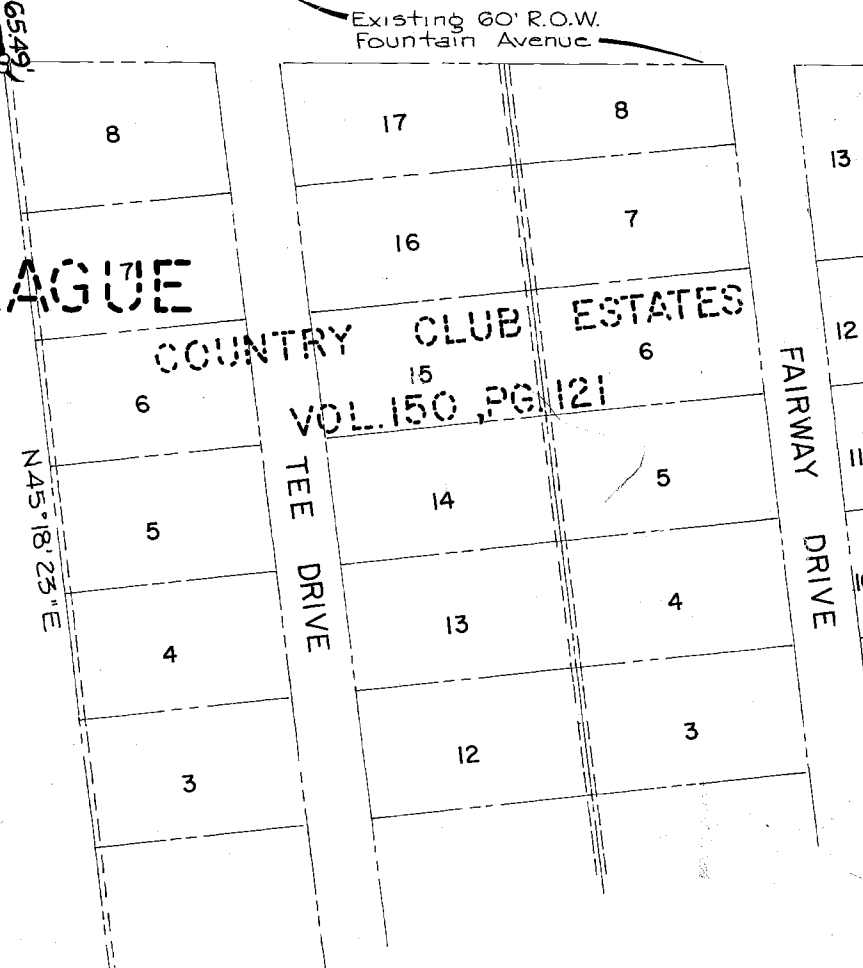 Existing 60' R.O.W.
Fountain Avenue
65.49'
8
17
8
13
7
16
7
AGUE
COUNTRY CLUB ESTATES
12
6
15
6
VOL. 150 , PG. 121
FAIRWAY DRIVE
TEE DRIVE
N 45° 18' 23" E
11
5
14
5
4
13
4
3
12
3